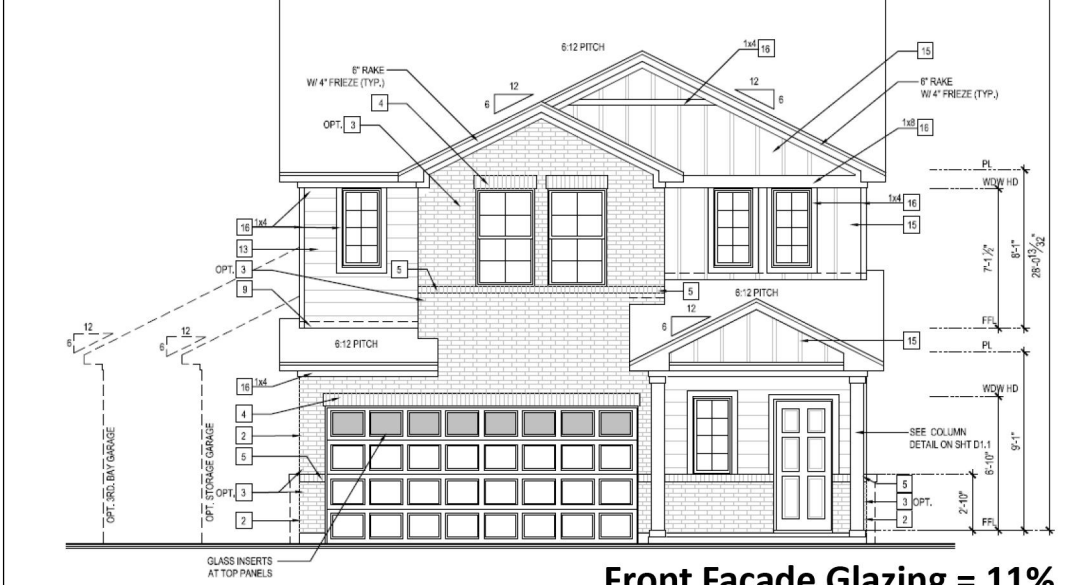 6:12 PITCH
1x4 16
15
6" RAKE
W/ 4" FRIEZE (TYP.)
12
6
12
6
6" RAKE
W/ 4" FRIEZE (TYP.)
4
OPT. 3
1x8 16
PL
WDW HD
16 1x4
1x4 16
13
15
OPT. 3
5
9
5
6:12 PITCH
7'-1 1/2"
8'-1"
28'-0 13/32"
12
6
12
6
12
6
6:12 PITCH
15
FFL
PL
16 1x4
WDW HD
4
2
SEE COLUMN
DETAIL ON SHT D1.1
6'-10"
9'-1"
5
OPT. 3
2
OPT. 3RD. BAY GARAGE
OPT. STORAGE GARAGE
5
3 OPT.
2
2'-10"
FFL
GLASS INSERTS
AT TOP PANELS
Front Facade Glazing = 11%